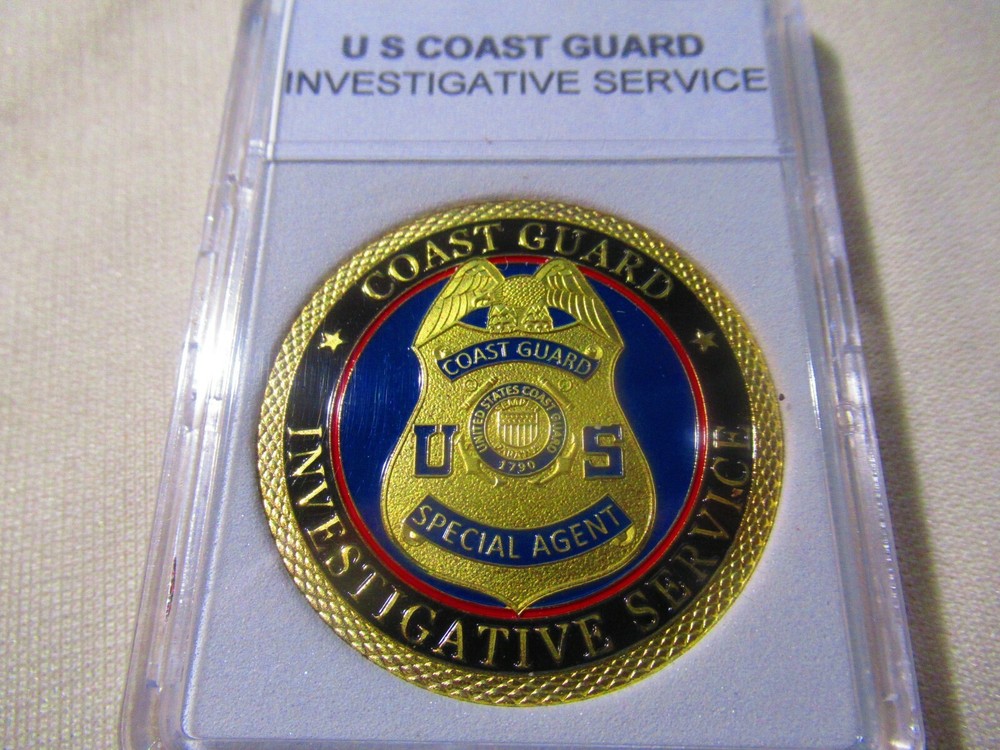 U S COAST GUARD
INVESTIGATIVE SERVICE
COAST GUARD
COAST GUARD
UNITED STATES COAST GUARD
1790
U S
SPECIAL AGENT
INVESTIGATIVE SERVICE